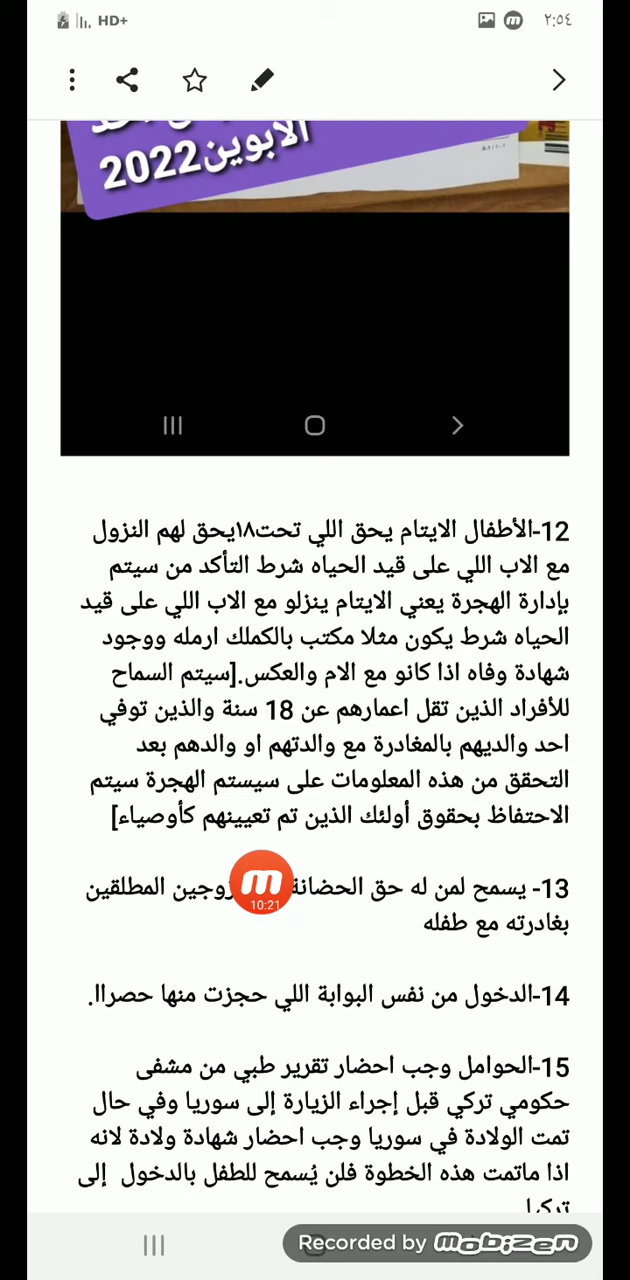 HD+
٢:٥٤
الابوين2022
12-الأطفال الايتام يحق اللي تحت١٨يحق لهم النزول
مع الاب اللي على قيد الحياه شرط التأكد من سيتم
بإدارة الهجرة يعني الايتام ينزلو مع الاب اللي على قيد
الحياه شرط يكون مثلا مكتب بالكملك ارمله ووجود
شهادة وفاه اذا كانو مع الام والعكس.[سيتم السماح
للأفراد الذين تقل اعمارهم عن 18 سنة والذين توفي
احد والديهم بالمغادرة مع والدتهم او والدهم بعد
التحقق من هذه المعلومات على سيستم الهجرة سيتم
الاحتفاظ بحقوق أولئك الذين تم تعيينهم كأوصياء]
13- يسمح لمن له حق الحضانة زوجين المطلقين
10:21
بغادرته مع طفله
14-الدخول من نفس البوابة اللي حجزت منها حصراا.
15-الحوامل وجب احضار تقرير طبي من مشفى
حكومي تركي قبل إجراء الزيارة إلى سوريا وفي حال
تمت الولادة في سوريا وجب احضار شهادة ولادة لانه
اذا ماتمت هذه الخطوة فلن يُسمح للطفل بالدخول إلى
تركيا
Recorded by mobizen